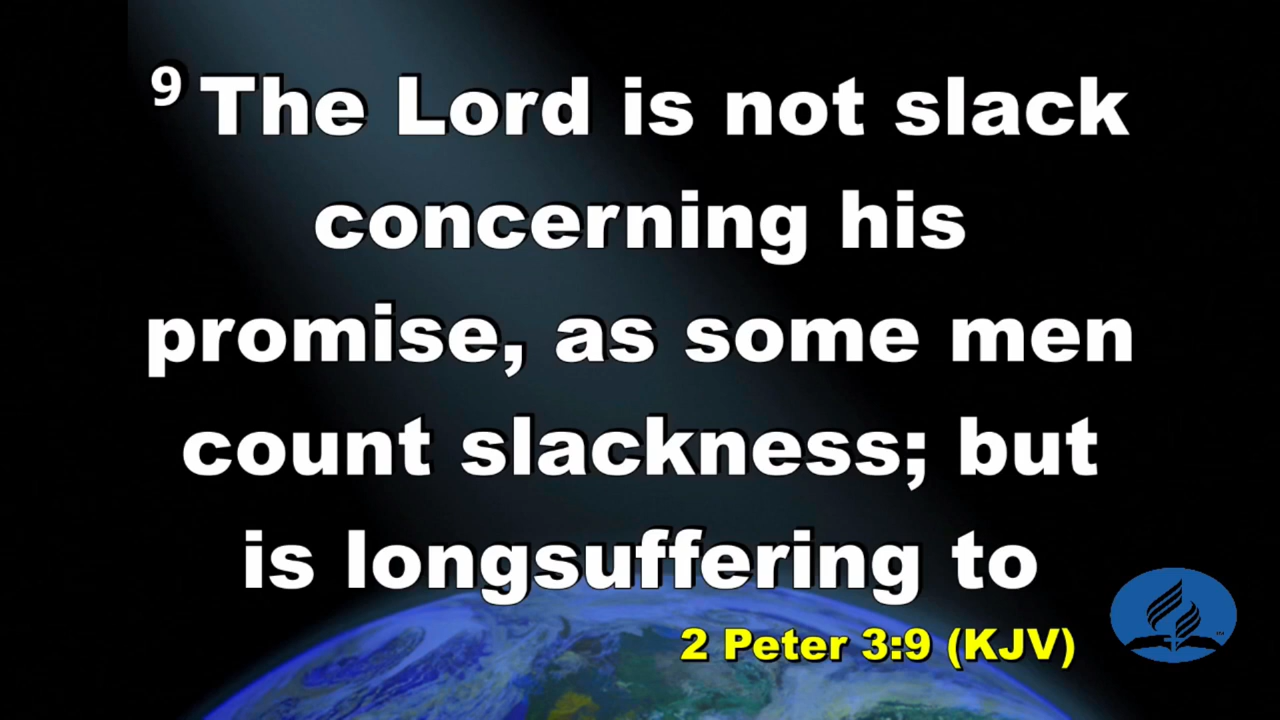 9 The Lord is not slack
concerning his
promise, as some men
count slackness; but
is longsuffering to
2 Peter 3:9 (KJV)